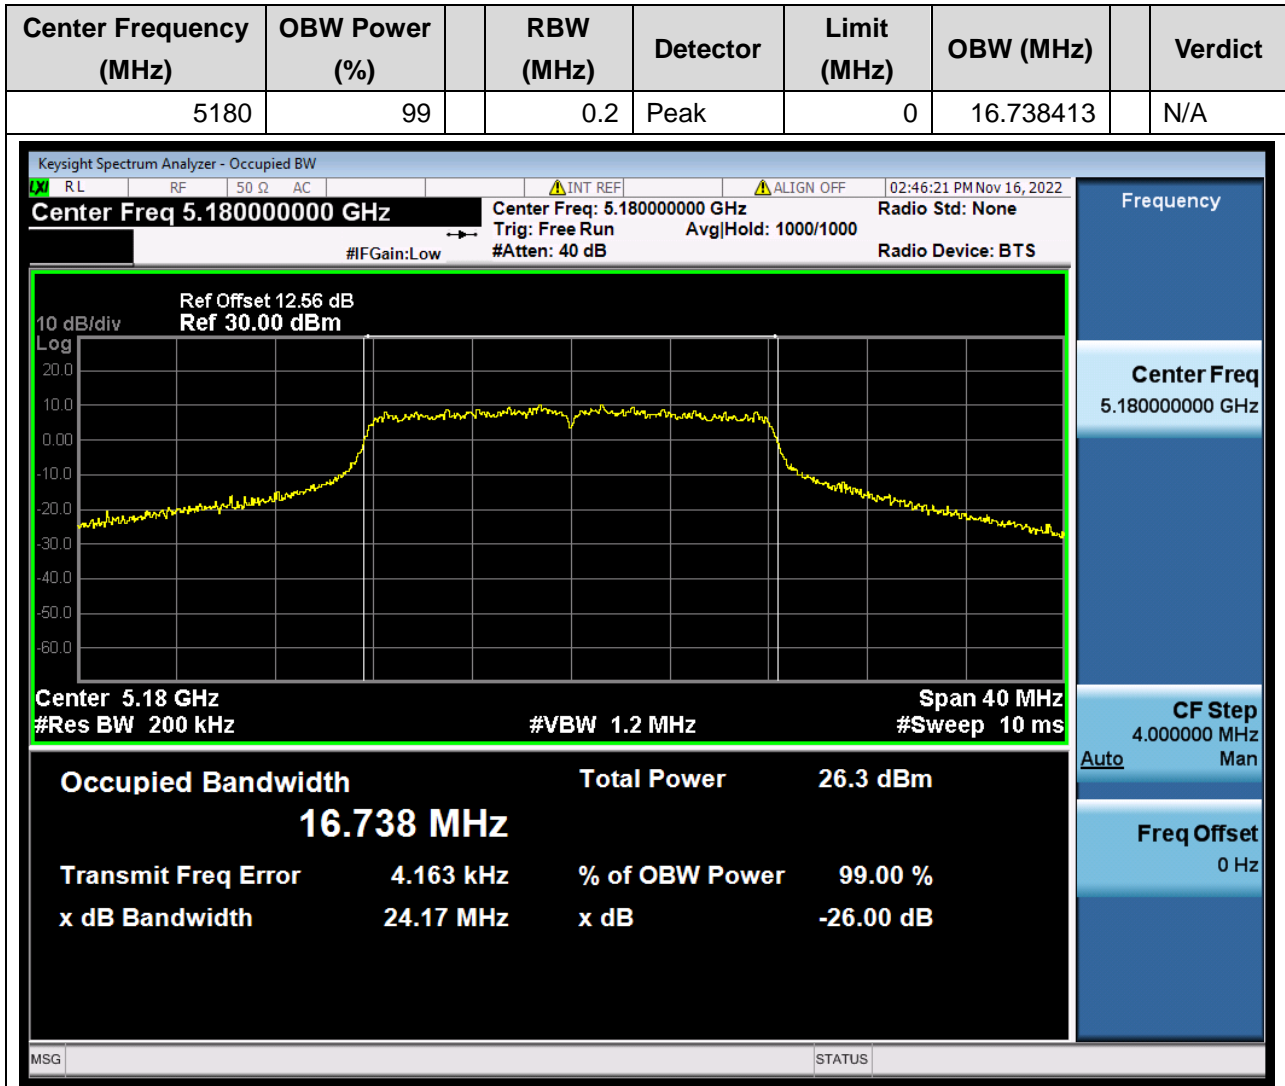 Center Frequency (MHz) OBW Power (%) RBW (MHz) Detector Limit (MHz) OBW (MHz) Verdict
5180 99 0.2 Peak 0 16.738413 N/A
Keysight Spectrum Analyzer - Occupied BW
LXI RL RF 50 Ω AC INT REF ALIGN OFF 02:46:21 PM Nov 16, 2022
Center Freq 5.180000000 GHz
Center Freq: 5.180000000 GHz
Radio Std: None
Trig: Free Run Avg|Hold: 1000/1000
#IFGain:Low
#Atten: 40 dB
Radio Device: BTS
Ref Offset 12.56 dB
10 dB/div Ref 30.00 dBm
Log
20.0
10.0
0.00
-10.0
-20.0
-30.0
-40.0
-50.0
-60.0
Center 5.18 GHz Span 40 MHz
#Res BW 200 kHz #VBW 1.2 MHz #Sweep 10 ms
Occupied Bandwidth Total Power 26.3 dBm
16.738 MHz
Transmit Freq Error 4.163 kHz % of OBW Power 99.00 %
x dB Bandwidth 24.17 MHz x dB -26.00 dB
Frequency
Center Freq
5.180000000 GHz
CF Step
4.000000 MHz
Auto Man
Freq Offset
0 Hz
MSG STATUS